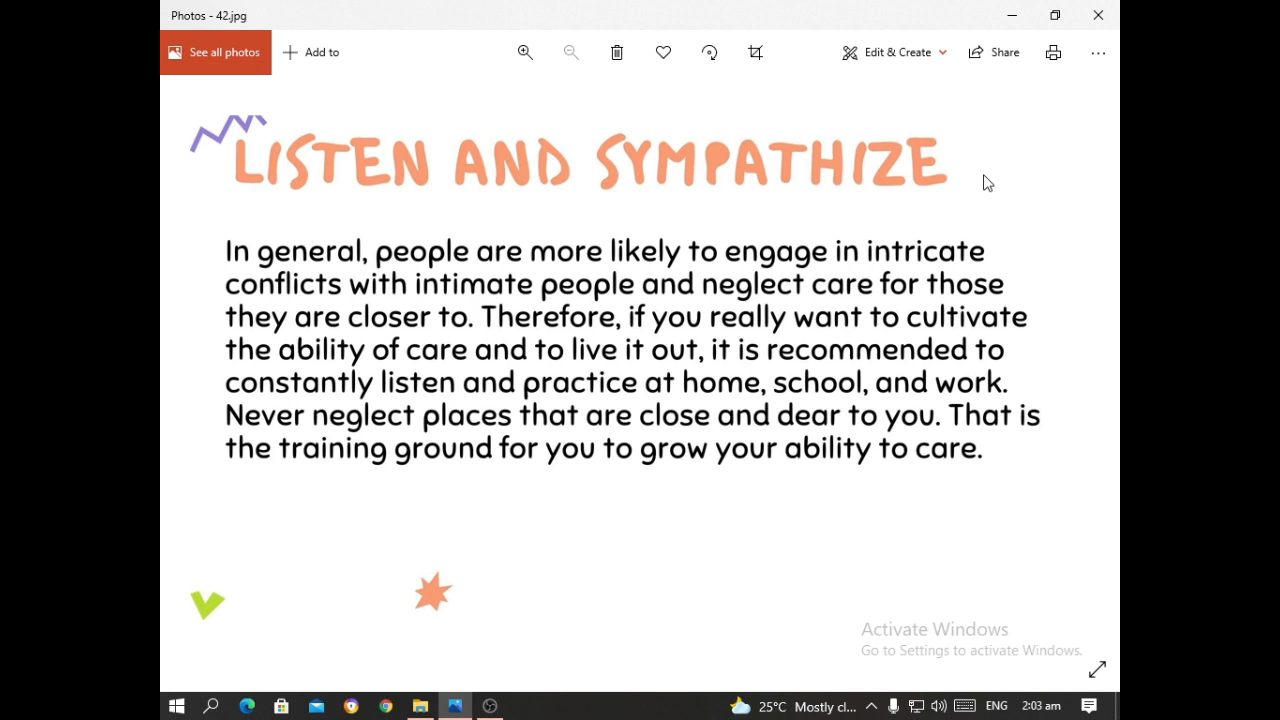 Photos - 42.jpg
See all photos
Add to
Edit & Create
Share
LISTEN AND SYMPATHIZE
In general, people are more likely to engage in intricate
conflicts with intimate people and neglect care for those
they are closer to. Therefore, if you really want to cultivate
the ability of care and to live it out, it is recommended to
constantly listen and practice at home, school, and work.
Never neglect places that are close and dear to you. That is
the training ground for you to grow your ability to care.
Activate Windows
Go to Settings to activate Windows.
25°C Mostly cl... ENG 2:03 am